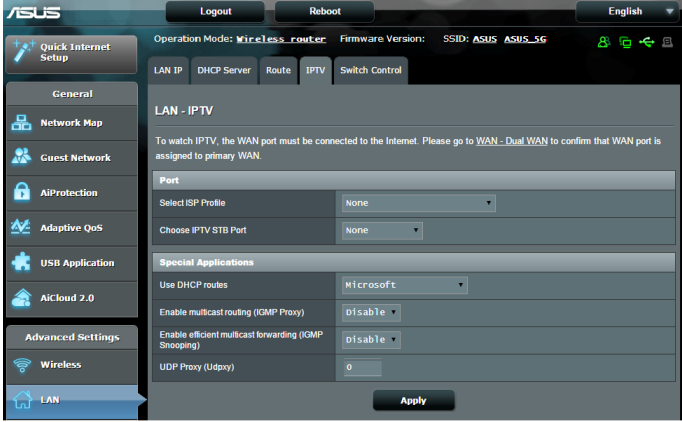 ASUS
Logout
Reboot
English
Quick Internet
Setup
Operation Mode: Wireless router Firmware Version: SSID: ASUS ASUS_5G
LAN IP
DHCP Server
Route
IPTV
Switch Control
General
Network Map
Guest Network
AiProtection
Adaptive QoS
USB Application
AiCloud 2.0
Advanced Settings
Wireless
LAN
LAN - IPTV
To watch IPTV, the WAN port must be connected to the Internet. Please go to WAN - Dual WAN to confirm that WAN port is
assigned to primary WAN.
Port
Select ISP Profile
None
Choose IPTV STB Port
None
Special Applications
Use DHCP routes
Microsoft
Enable multicast routing (IGMP Proxy)
Disable
Enable efficient multicast forwarding (IGMP
Snooping)
Disable
UDP Proxy (Udpxy)
0
Apply